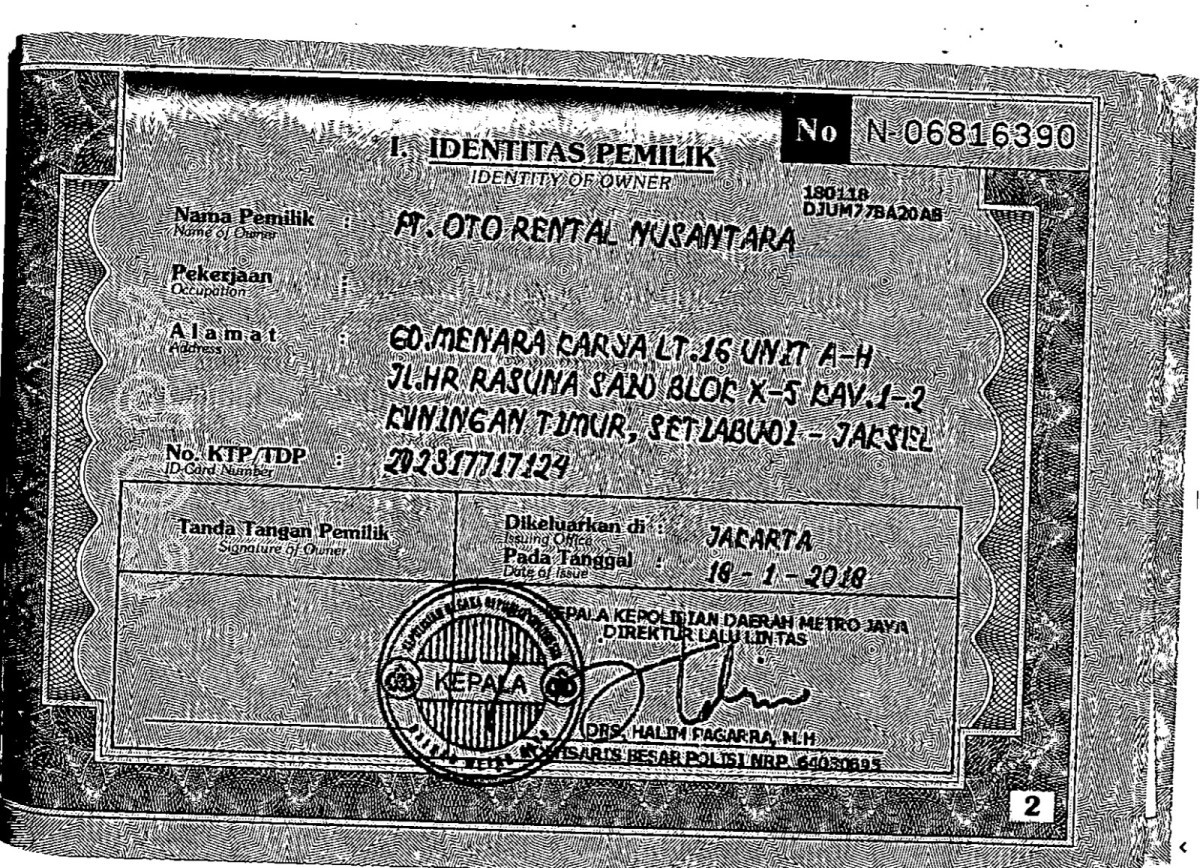 No N-06816390
I. IDENTITAS PEMILIK
IDENTITY OF OWNER
180118
DJUM77BA20AB
Nama Pemilik : PT. OTO RENTAL NUSANTARA
Name of Owner
Pekerjaan :
Occupation
Alamat : GD.MENARA KARYA LT.16 UNIT A-H
Address
JL.HR RASUNA SAID BLOK X-5 KAV.1-2
KUNINGAN TIMUR, SETIABUDI - JAKSEL
No. KTP/TDP : 202317717124
ID-Card Number
Tanda Tangan Pemilik
Signature of Owner
Dikeluarkan di : JAKARTA
Issuing Office
Pada Tanggal : 18 - 1 - 2018
Date of Issue
KEPALA KEPOLISIAN DAERAH METRO JAYA
DIREKTUR LALU LINTAS
KEPALA
DRS. HALIM PAGARRA, M.H
KOMISARIS BESAR POLISI NRP. 64030695
2